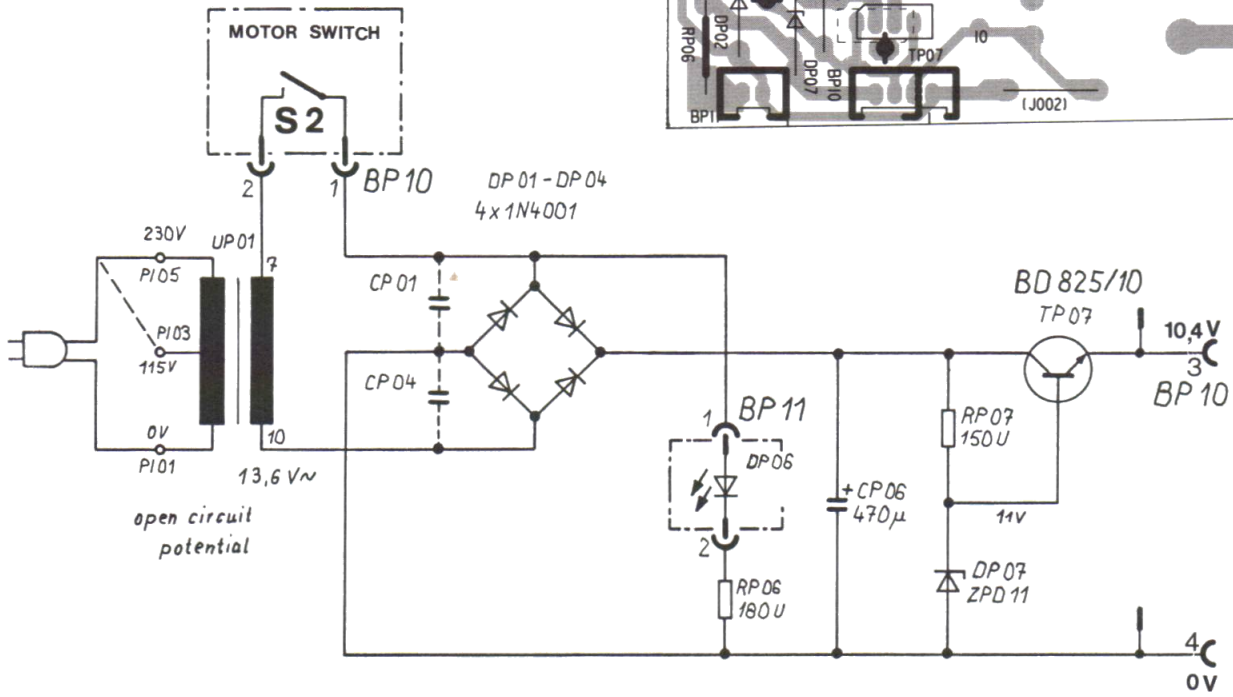 MOTOR SWITCH
S2
2
1
BP10
RP06
DP02
DP07
BP10
TP07
10
BP11
(J002)
DP01-DP04
4x1N4001
230V
PI05
UP01
7
PI03
115V
0V
PI01
10
13,6V~
open circuit
potential
CP01
CP04
1
BP11
DP06
2
RP06
180U
+
CP06
470μ
BD825/10
TP07
RP07
150U
11V
DP07
ZPD11
10,4V
3
BP10
4
0V